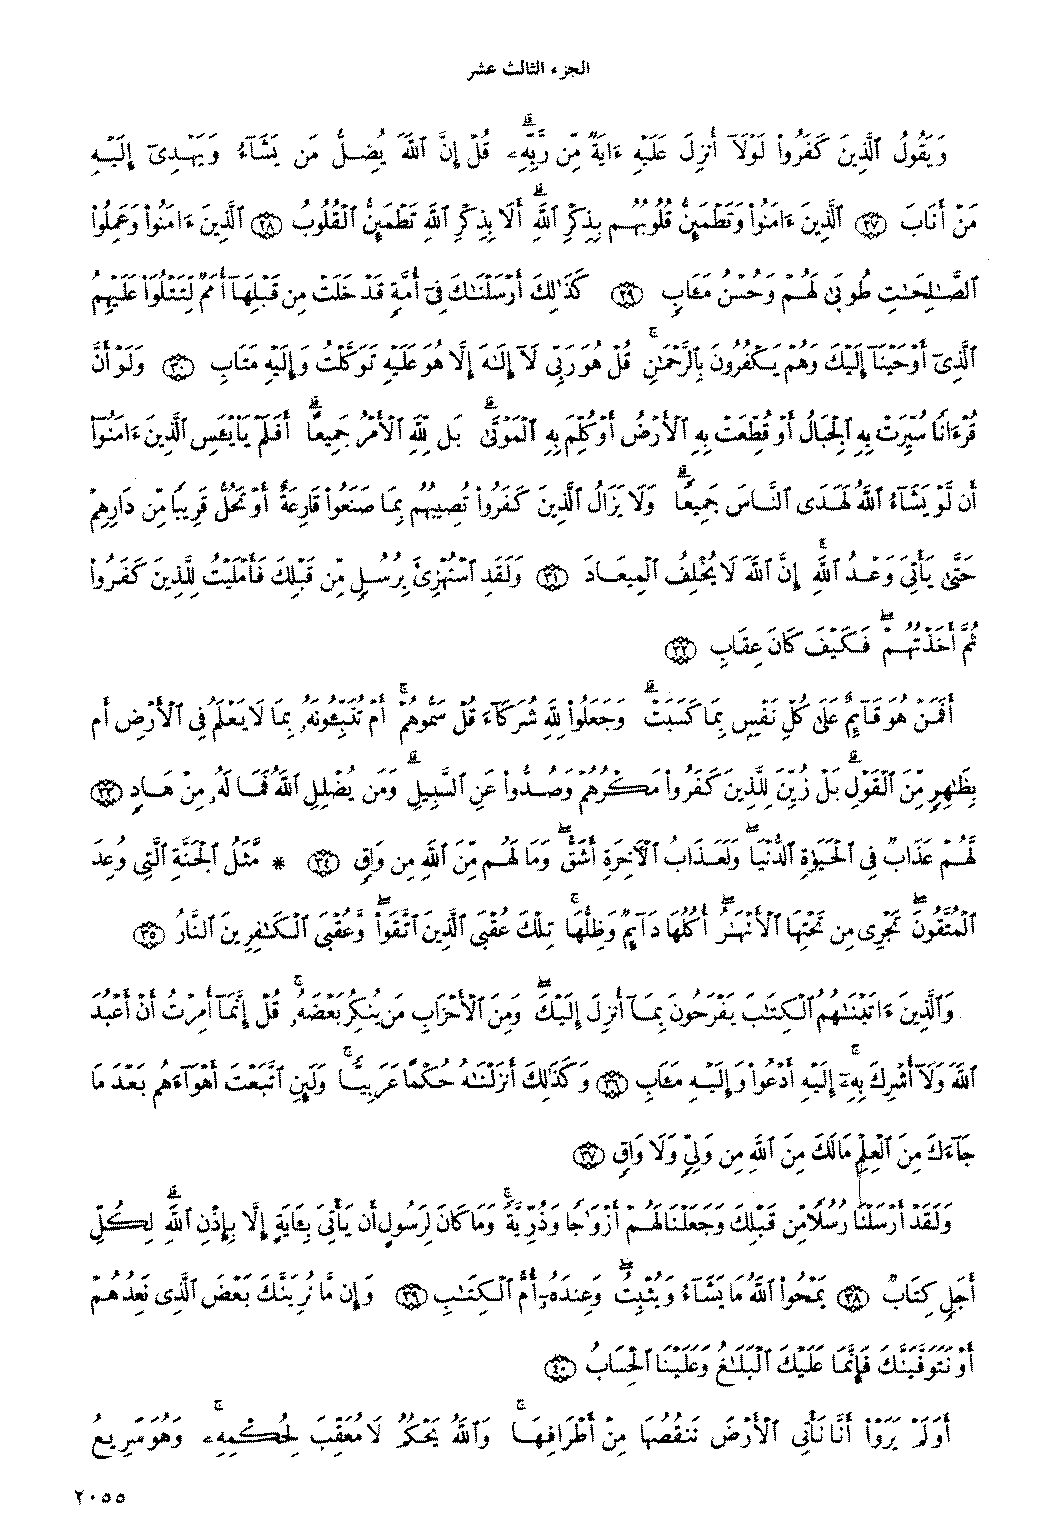 الجزء الثالث عشر
وَيَقُولُ ٱلَّذِينَ كَفَرُوا۟ لَوْلَآ أُنزِلَ عَلَيْهِ ءَايَةٌ مِّن رَّبِّهِۦ ۗ قُلْ إِنَّ ٱللَّهَ يُضِلُّ مَن يَشَآءُ وَيَهْدِىٓ إِلَيْهِ
مَنْ أَنَابَ ﴿٢٧﴾ ٱلَّذِينَ ءَامَنُوا۟ وَتَطْمَئِنُّ قُلُوبُهُم بِذِكْرِ ٱللَّهِ ۗ أَلَا بِذِكْرِ ٱللَّهِ تَطْمَئِنُّ ٱلْقُلُوبُ ﴿٢٨﴾ ٱلَّذِينَ ءَامَنُوا۟ وَعَمِلُوا۟
ٱلصَّـٰلِحَـٰتِ طُوبَىٰ لَهُمْ وَحُسْنُ مَـَٔابٍ ﴿٢٩﴾ كَذَٰلِكَ أَرْسَلْنَـٰكَ فِىٓ أُمَّةٍ قَدْ خَلَتْ مِن قَبْلِهَآ أُمَمٌ لِّتَتْلُوَا۟ عَلَيْهِمُ
ٱلَّذِىٓ أَوْحَيْنَآ إِلَيْكَ وَهُمْ يَكْفُرُونَ بِٱلرَّحْمَـٰنِ ۚ قُلْ هُوَ رَبِّى لَآ إِلَـٰهَ إِلَّا هُوَ عَلَيْهِ تَوَكَّلْتُ وَإِلَيْهِ مَتَابِ ﴿٣٠﴾ وَلَوْ أَنَّ
قُرْءَانًا سُيِّرَتْ بِهِ ٱلْجِبَالُ أَوْ قُطِّعَتْ بِهِ ٱلْأَرْضُ أَوْ كُلِّمَ بِهِ ٱلْمَوْتَىٰ ۗ بَل لِّلَّهِ ٱلْأَمْرُ جَمِيعًا ۗ أَفَلَمْ يَا۟يْـَٔسِ ٱلَّذِينَ ءَامَنُوٓا۟
أَن لَّوْ يَشَآءُ ٱللَّهُ لَهَدَى ٱلنَّاسَ جَمِيعًا ۗ وَلَا يَزَالُ ٱلَّذِينَ كَفَرُوا۟ تُصِيبُهُم بِمَا صَنَعُوا۟ قَارِعَةٌ أَوْ تَحُلُّ قَرِيبًا مِّن دَارِهِمْ
حَتَّىٰ يَأْتِىَ وَعْدُ ٱللَّهِ ۚ إِنَّ ٱللَّهَ لَا يُخْلِفُ ٱلْمِيعَادَ ﴿٣١﴾ وَلَقَدِ ٱسْتُهْزِئَ بِرُسُلٍ مِّن قَبْلِكَ فَأَمْلَيْتُ لِلَّذِينَ كَفَرُوا۟
ثُمَّ أَخَذْتُهُمْ ۖ فَكَيْفَ كَانَ عِقَابِ ﴿٣٢﴾
أَفَمَنْ هُوَ قَآئِمٌ عَلَىٰ كُلِّ نَفْسٍ بِمَا كَسَبَتْ ۗ وَجَعَلُوا۟ لِلَّهِ شُرَكَآءَ قُلْ سَمُّوهُمْ ۚ أَمْ تُنَبِّـُٔونَهُۥ بِمَا لَا يَعْلَمُ فِى ٱلْأَرْضِ أَم
بِظَـٰهِرٍ مِّنَ ٱلْقَوْلِ ۗ بَلْ زُيِّنَ لِلَّذِينَ كَفَرُوا۟ مَكْرُهُمْ وَصُدُّوا۟ عَنِ ٱلسَّبِيلِ ۗ وَمَن يُضْلِلِ ٱللَّهُ فَمَا لَهُۥ مِنْ هَادٍ ﴿٣٣﴾
لَّهُمْ عَذَابٌ فِى ٱلْحَيَوٰةِ ٱلدُّنْيَا ۖ وَلَعَذَابُ ٱلْـَٔاخِرَةِ أَشَقُّ ۖ وَمَا لَهُم مِّنَ ٱللَّهِ مِن وَاقٍ ﴿٣٤﴾ * مَّثَلُ ٱلْجَنَّةِ ٱلَّتِى وُعِدَ
ٱلْمُتَّقُونَ ۖ تَجْرِى مِن تَحْتِهَا ٱلْأَنْهَـٰرُ ۖ أُكُلُهَا دَآئِمٌ وَظِلُّهَا ۚ تِلْكَ عُقْبَى ٱلَّذِينَ ٱتَّقَوا۟ ۖ وَّعُقْبَى ٱلْكَـٰفِرِينَ ٱلنَّارُ ﴿٣٥﴾
وَٱلَّذِينَ ءَاتَيْنَـٰهُمُ ٱلْكِتَـٰبَ يَفْرَحُونَ بِمَآ أُنزِلَ إِلَيْكَ ۖ وَمِنَ ٱلْأَحْزَابِ مَن يُنكِرُ بَعْضَهُۥ ۚ قُلْ إِنَّمَآ أُمِرْتُ أَنْ أَعْبُدَ
ٱللَّهَ وَلَآ أُشْرِكَ بِهِۦٓ ۚ إِلَيْهِ أَدْعُوا۟ وَإِلَيْهِ مَـَٔابِ ﴿٣٦﴾ وَكَذَٰلِكَ أَنزَلْنَـٰهُ حُكْمًا عَرَبِيًّا ۚ وَلَئِنِ ٱتَّبَعْتَ أَهْوَآءَهُم بَعْدَ مَا
جَآءَكَ مِنَ ٱلْعِلْمِ مَا لَكَ مِنَ ٱللَّهِ مِن وَلِىٍّ وَلَا وَاقٍ ﴿٣٧﴾
وَلَقَدْ أَرْسَلْنَا رُسُلًا مِّن قَبْلِكَ وَجَعَلْنَا لَهُمْ أَزْوَٰجًا وَذُرِّيَّةً ۚ وَمَا كَانَ لِرَسُولٍ أَن يَأْتِىَ بِـَٔايَةٍ إِلَّا بِإِذْنِ ٱللَّهِ ۗ لِكُلِّ
أَجَلٍ كِتَابٌ ﴿٣٨﴾ يَمْحُوا۟ ٱللَّهُ مَا يَشَآءُ وَيُثْبِتُ ۖ وَعِندَهُۥٓ أُمُّ ٱلْكِتَـٰبِ ﴿٣٩﴾ وَإِن مَّا نُرِيَنَّكَ بَعْضَ ٱلَّذِى نَعِدُهُمْ
أَوْ نَتَوَفَّيَنَّكَ فَإِنَّمَا عَلَيْكَ ٱلْبَلَـٰغُ وَعَلَيْنَا ٱلْحِسَابُ ﴿٤٠﴾
أَوَلَمْ يَرَوْا۟ أَنَّا نَأْتِى ٱلْأَرْضَ نَنقُصُهَا مِنْ أَطْرَافِهَا ۚ وَٱللَّهُ يَحْكُمُ لَا مُعَقِّبَ لِحُكْمِهِۦ ۚ وَهُوَ سَرِيعُ
٢٠٥٥